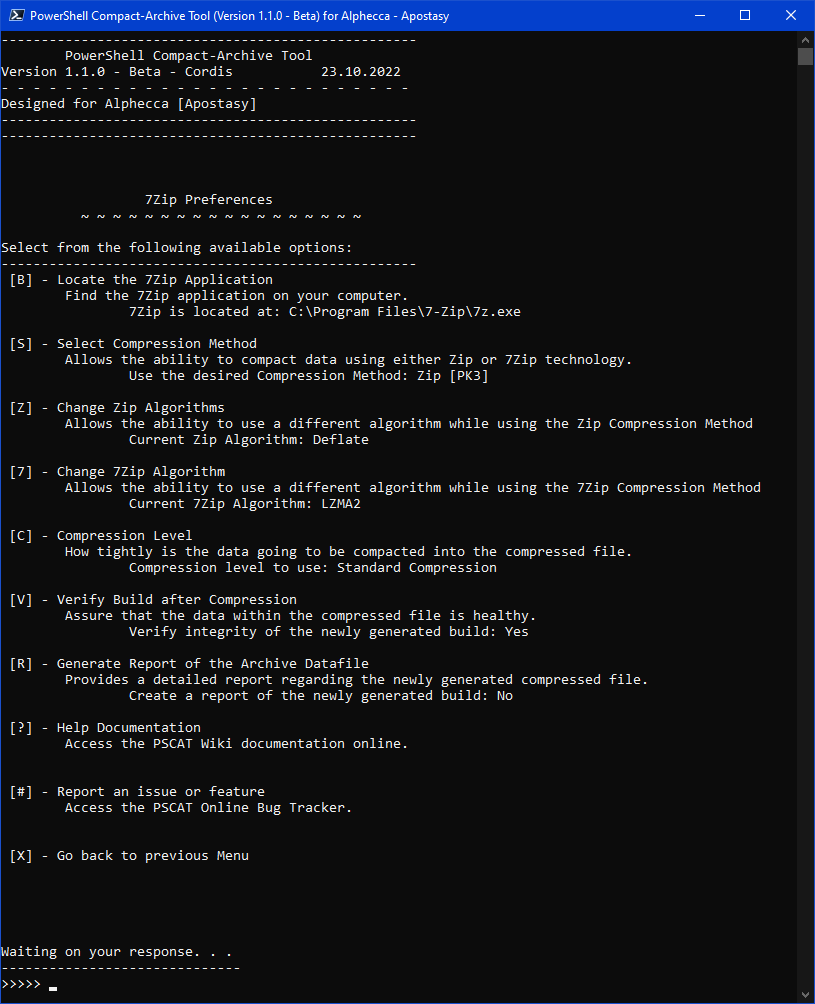 PowerShell Compact-Archive Tool (Version 1.1.0 - Beta) for Alphecca - Apostasy
----------------------------------------------------
PowerShell Compact-Archive Tool
Version 1.1.0 - Beta - Cordis 23.10.2022
- - - - - - - - - - - - - - - - - - - - - - - - - -
Designed for Alphecca [Apostasy]
----------------------------------------------------
----------------------------------------------------
7Zip Preferences
~ ~ ~ ~ ~ ~ ~ ~ ~ ~ ~ ~ ~ ~ ~ ~ ~ ~
Select from the following available options:
----------------------------------------------------
[B] - Locate the 7Zip Application
Find the 7Zip application on your computer.
7Zip is located at: C:\Program Files\7-Zip\7z.exe
[S] - Select Compression Method
Allows the ability to compact data using either Zip or 7Zip technology.
Use the desired Compression Method: Zip [PK3]
[Z] - Change Zip Algorithms
Allows the ability to use a different algorithm while using the Zip Compression Method
Current Zip Algorithm: Deflate
[7] - Change 7Zip Algorithm
Allows the ability to use a different algorithm while using the 7Zip Compression Method
Current 7Zip Algorithm: LZMA2
[C] - Compression Level
How tightly is the data going to be compacted into the compressed file.
Compression level to use: Standard Compression
[V] - Verify Build after Compression
Assure that the data within the compressed file is healthy.
Verify integrity of the newly generated build: Yes
[R] - Generate Report of the Archive Datafile
Provides a detailed report regarding the newly generated compressed file.
Create a report of the newly generated build: No
[?] - Help Documentation
Access the PSCAT Wiki documentation online.
[#] - Report an issue or feature
Access the PSCAT Online Bug Tracker.
[X] - Go back to previous Menu
Waiting on your response. . .
------------------------------
>>>>> _